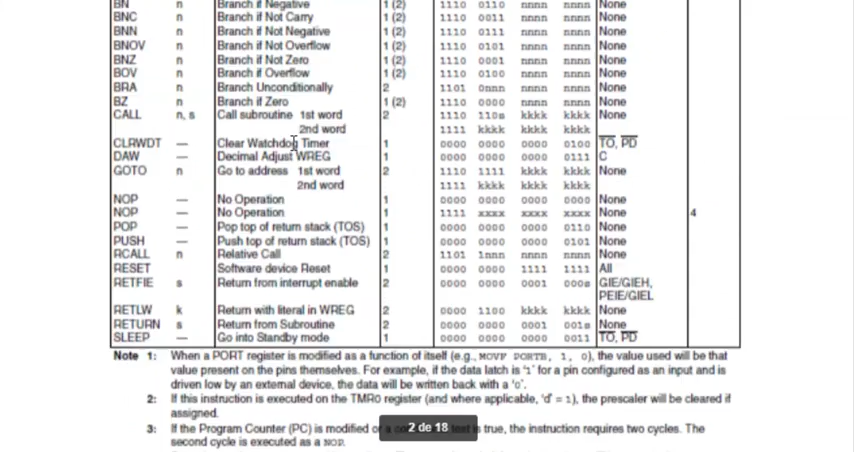 BN n Branch if Negative 1 (2) 1110 0110 nnnn nnnn None
BNC n Branch if Not Carry 1 (2) 1110 0011 nnnn nnnn None
BNN n Branch if Not Negative 1 (2) 1110 0111 nnnn nnnn None
BNOV n Branch if Not Overflow 1 (2) 1110 0101 nnnn nnnn None
BNZ n Branch if Not Zero 1 (2) 1110 0001 nnnn nnnn None
BOV n Branch if Overflow 1 (2) 1110 0100 nnnn nnnn None
BRA n Branch Unconditionally 2 1101 0nnn nnnn nnnn None
BZ n Branch if Zero 1 (2) 1110 0000 nnnn nnnn None
CALL n, s Call subroutine 1st word 2 1110 110s kkkk kkkk None
2nd word 1111 kkkk kkkk kkkk
CLRWDT — Clear Watchdog Timer 1 0000 0000 0000 0100 TO, PD
DAW — Decimal Adjust WREG 1 0000 0000 0000 0111 C
GOTO n Go to address 1st word 2 1110 1111 kkkk kkkk None
2nd word 1111 kkkk kkkk kkkk
NOP — No Operation 1 0000 0000 0000 0000 None
NOP — No Operation 1 1111 xxxx xxxx xxxx None 4
POP — Pop top of return stack (TOS) 1 0000 0000 0000 0110 None
PUSH — Push top of return stack (TOS) 1 0000 0000 0000 0101 None
RCALL n Relative Call 2 1101 1nnn nnnn nnnn None
RESET Software device Reset 1 0000 0000 1111 1111 All
RETFIE s Return from interrupt enable 2 0000 0000 0001 000s GIE/GIEH,
PEIE/GIEL
RETLW k Return with literal in WREG 2 0000 1100 kkkk kkkk None
RETURN s Return from Subroutine 2 0000 0000 0001 001s None
SLEEP — Go into Standby mode 1 0000 0000 0000 0011 TO, PD
Note 1: When a PORT register is modified as a function of itself (e.g., MOVF PORTB, 1, 0), the value used will be that
value present on the pins themselves. For example, if the data latch is '1' for a pin configured as an input and is
driven low by an external device, the data will be written back with a '0'.
2: If this instruction is executed on the TMR0 register (and where applicable, 'd' = 1), the prescaler will be cleared if
assigned.
3: If the Program Counter (PC) is modified or a true, the instruction requires two cycles. The
second cycle is executed as a NOP.
2 de 18